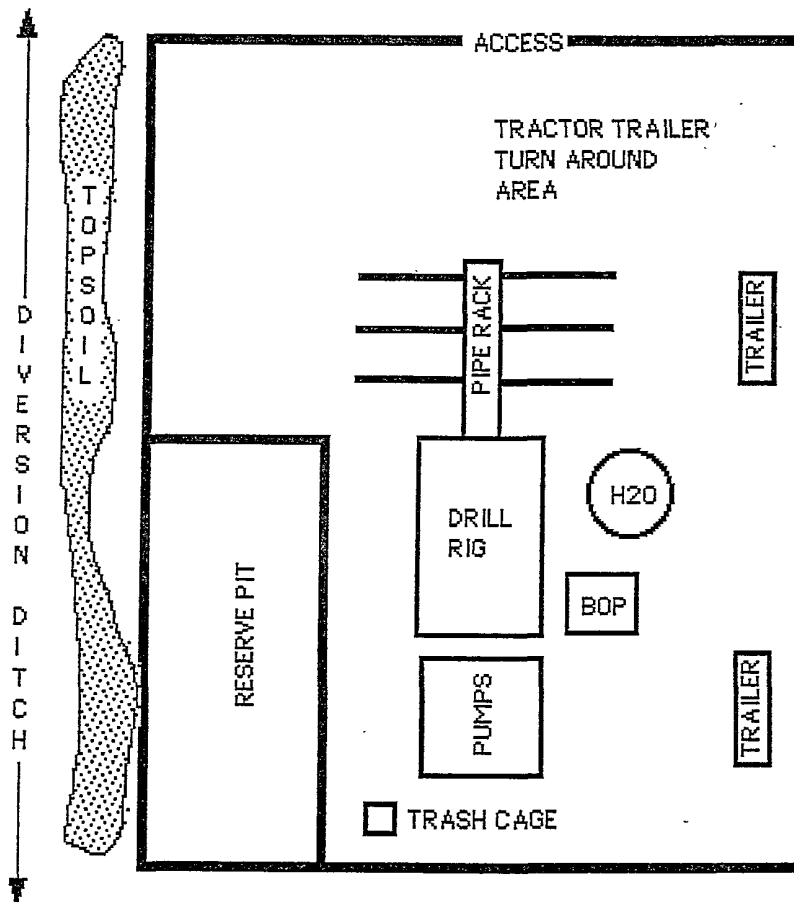 ACCESS
TRACTOR TRAILER
TURN AROUND
AREA
TOPSOIL
DIVERSION DITCH
PIPE RACK
TRAILER
H2O
DRILL
RIG
BOP
RESERVE PIT
PUMPS
TRAILER
TRASH CAGE